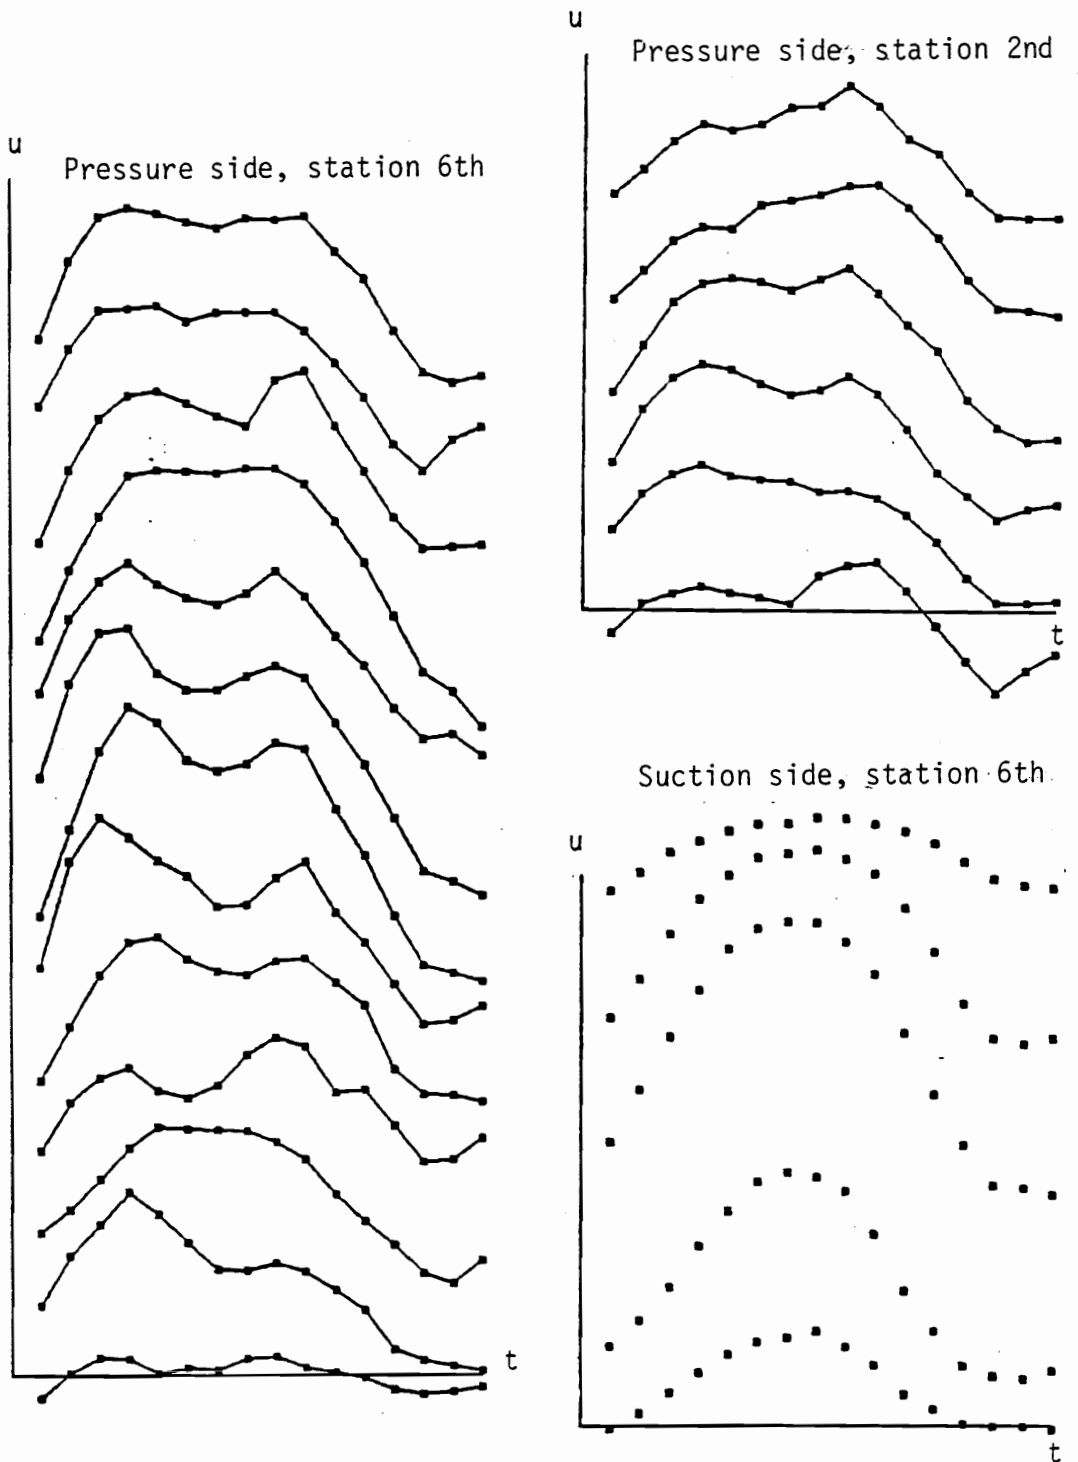 u
Pressure side, station 6th
t
u
Pressure side, station 2nd
t
Suction side, station 6th
u
t